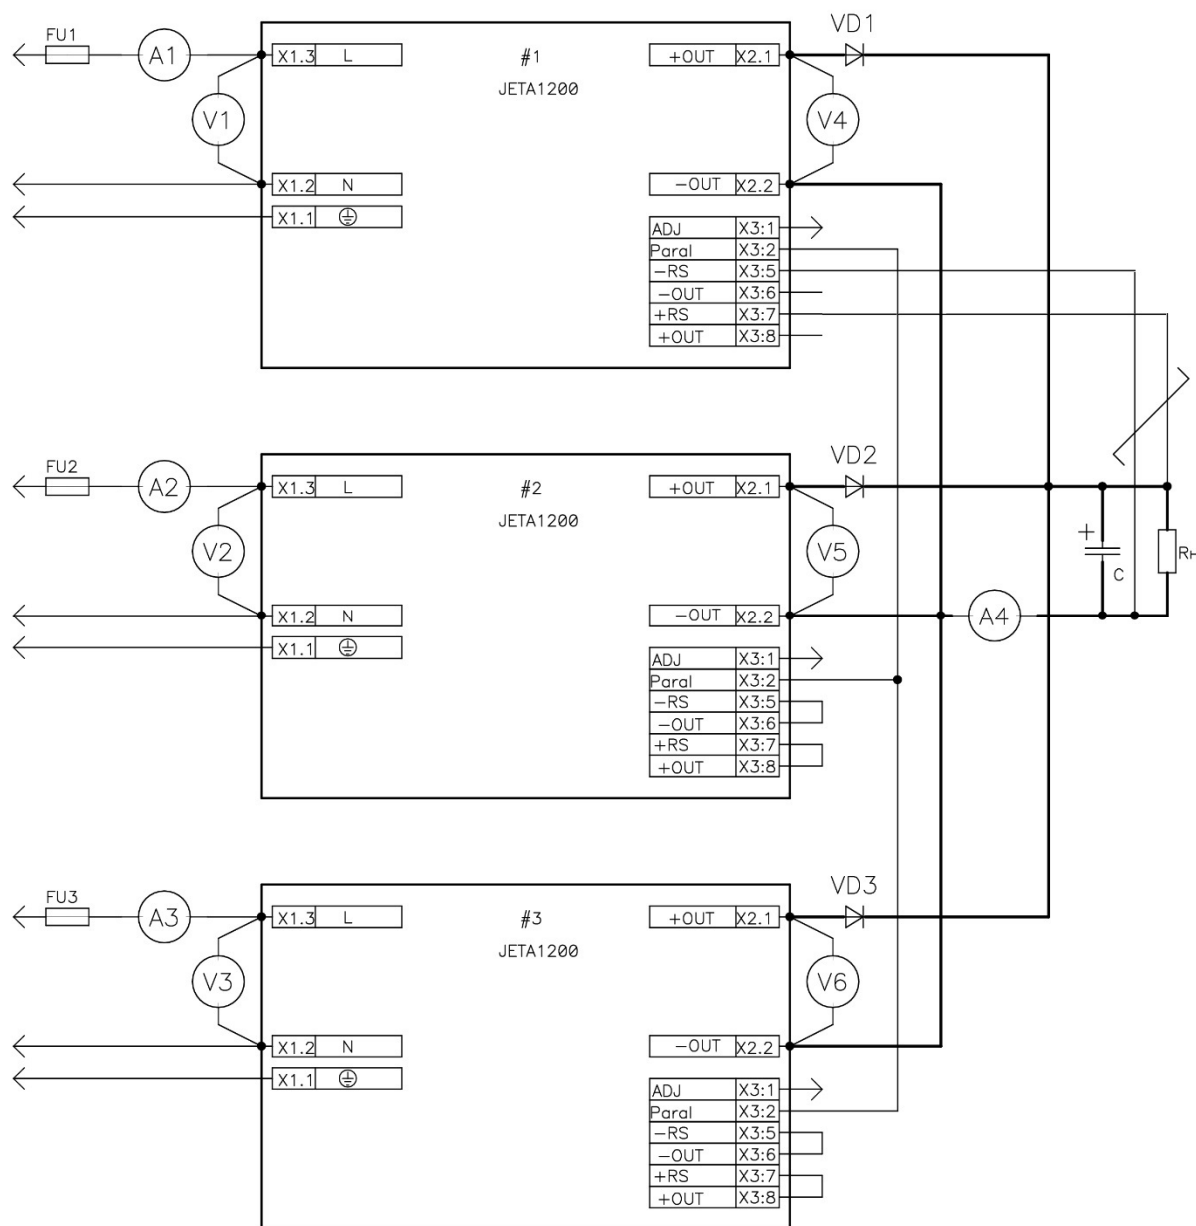 FU1 A1 X1.3 L #1 +OUT X2.1 VD1
JETA1200
V1 V4
X1.2 N -OUT X2.2
X1.1
ADJ X3:1
Paral X3:2
-RS X3:5
-OUT X3:6
+RS X3:7
+OUT X3:8
FU2 A2 X1.3 L #2 +OUT X2.1 VD2
JETA1200
V2 V5 + C
X1.2 N -OUT X2.2 A4
X1.1
ADJ X3:1
Paral X3:2
-RS X3:5
-OUT X3:6
+RS X3:7
+OUT X3:8
FU3 A3 X1.3 L #3 +OUT X2.1 VD3
JETA1200
V3 V6
X1.2 N -OUT X2.2
X1.1
ADJ X3:1
Paral X3:2
-RS X3:5
-OUT X3:6
+RS X3:7
+OUT X3:8